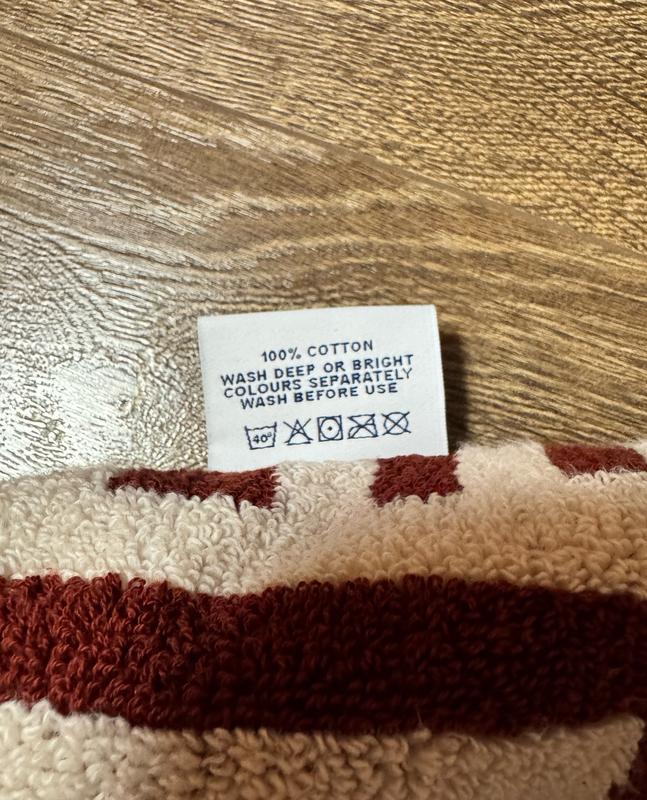 100% COTTON
WASH DEEP OR BRIGHT
COLOURS SEPARATELY
WASH BEFORE USE
40°